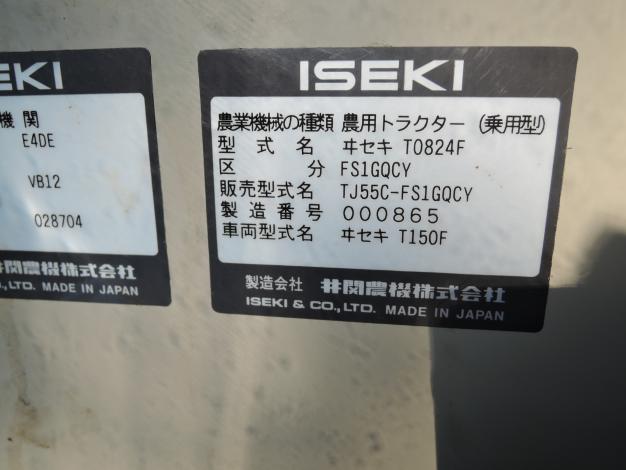 SEKI
機 関
E4DE
VB12
028704
井関農機株式会社
LTD. MADE IN JAPAN
ISEKI
農業機械の種類 農用トラクター (乗用型)
型式名 ヰセキ TO824F
区分 FS1GQCY
販売型式名 TJ55C-FS1GQCY
製造番号 000865
車両型式名 ヰセキ T150F
製造会社 井関農機株式会社
ISEKI & CO., LTD. MADE IN JAPAN